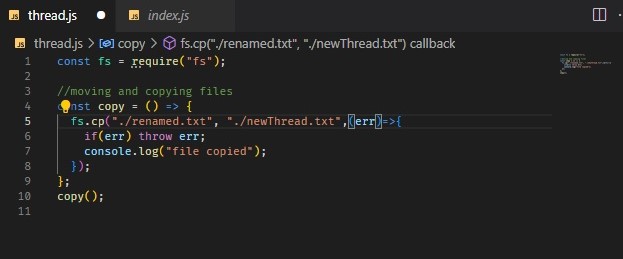 JS thread.js ● JS index.js
JS thread.js > copy > fs.cp("./renamed.txt", "./newThread.txt") callback
1 const fs = require("fs");
2
3 //moving and copying files
4 const copy = () => {
5 fs.cp("./renamed.txt", "./newThread.txt",(err)=>{
6 if(err) throw err;
7 console.log("file copied");
8 });
9 };
10 copy();
11